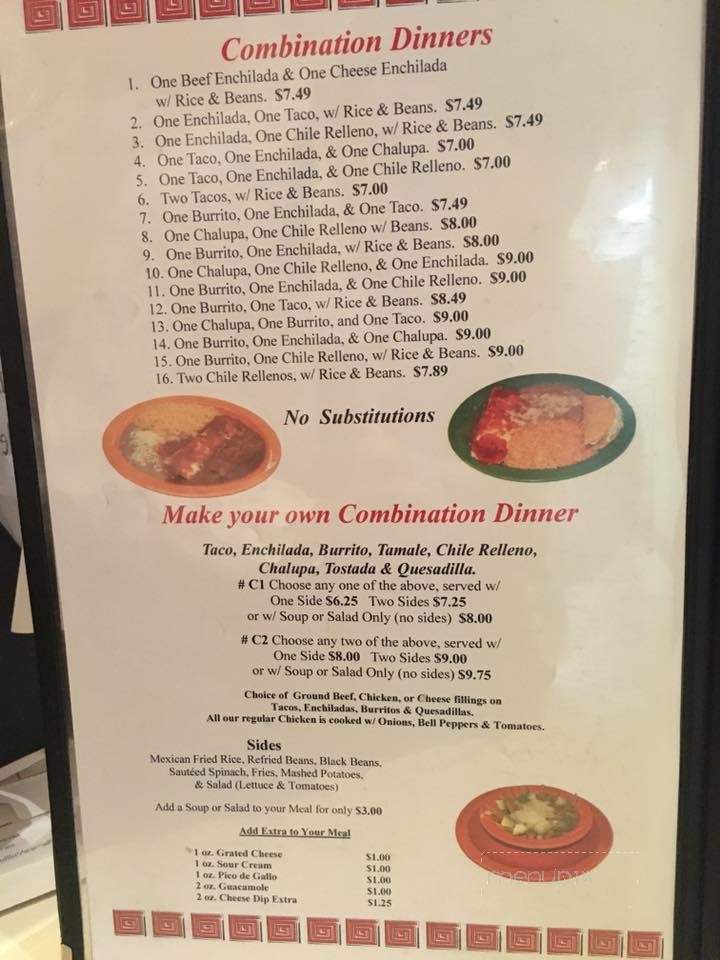 Combination Dinners
1. One Beef Enchilada & One Cheese Enchilada
w/ Rice & Beans. $7.49
2. One Enchilada, One Taco, w/ Rice & Beans. $7.49
3. One Enchilada, One Chile Relleno, w/ Rice & Beans. $7.49
4. One Taco, One Enchilada, & One Chalupa. $7.00
5. One Taco, One Enchilada, & One Chile Relleno. $7.00
6. Two Tacos, w/ Rice & Beans. $7.00
7. One Burrito, One Enchilada, & One Taco. $7.49
8. One Chalupa, One Chile Relleno w/ Beans. $8.00
9. One Burrito, One Enchilada, w/ Rice & Beans. $8.00
10. One Chalupa, One Chile Relleno, & One Enchilada. $9.00
11. One Burrito, One Enchilada, & One Chile Relleno. $9.00
12. One Burrito, One Taco, w/ Rice & Beans. $8.49
13. One Chalupa, One Burrito, and One Taco. $9.00
14. One Burrito, One Enchilada, & One Chalupa. $9.00
15. One Burrito, One Chile Relleno, w/ Rice & Beans. $9.00
16. Two Chile Rellenos, w/ Rice & Beans. $7.89
No Substitutions
Make your own Combination Dinner
Taco, Enchilada, Burrito, Tamale, Chile Relleno,
Chalupa, Tostada & Quesadilla.
# C1 Choose any one of the above, served w/
One Side $6.25 Two Sides $7.25
or w/ Soup or Salad Only (no sides) $8.00
# C2 Choose any two of the above, served w/
One Side $8.00 Two Sides $9.00
or w/ Soup or Salad Only (no sides) $9.75
Choice of Ground Beef, Chicken, or Cheese fillings on
Tacos, Enchiladas, Burritos & Quesadillas.
All our regular Chicken is cooked w/ Onions, Bell Peppers & Tomatoes.
Sides
Mexican Fried Rice, Refried Beans, Black Beans,
Sautéed Spinach, Fries, Mashed Potatoes,
& Salad (Lettuce & Tomatoes)
Add a Soup or Salad to your Meal for only $3.00
Add Extra to Your Meal
1 oz. Grated Cheese $1.00
1 oz. Sour Cream $1.00
1 oz. Pico de Gallo $1.00
2 oz. Guacamole $1.00
2 oz. Cheese Dip Extra $1.25